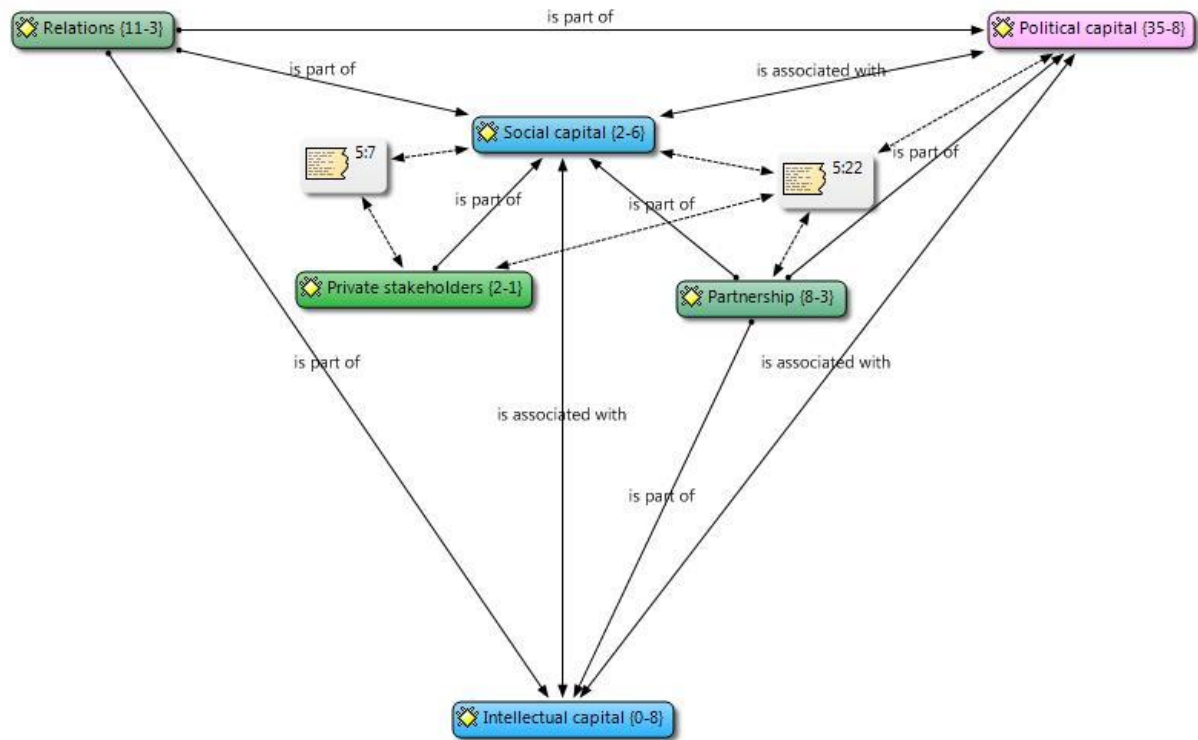 is part of
Relations {11-3}
Political capital {35-8}
is part of
is associated with
Social capital {2-6}
5:7
5:22
is part of
is part of
is part of
Private stakeholders {2-1}
Partnership {8-3}
is part of
is associated with
is associated with
is part of
Intellectual capital {0-8}